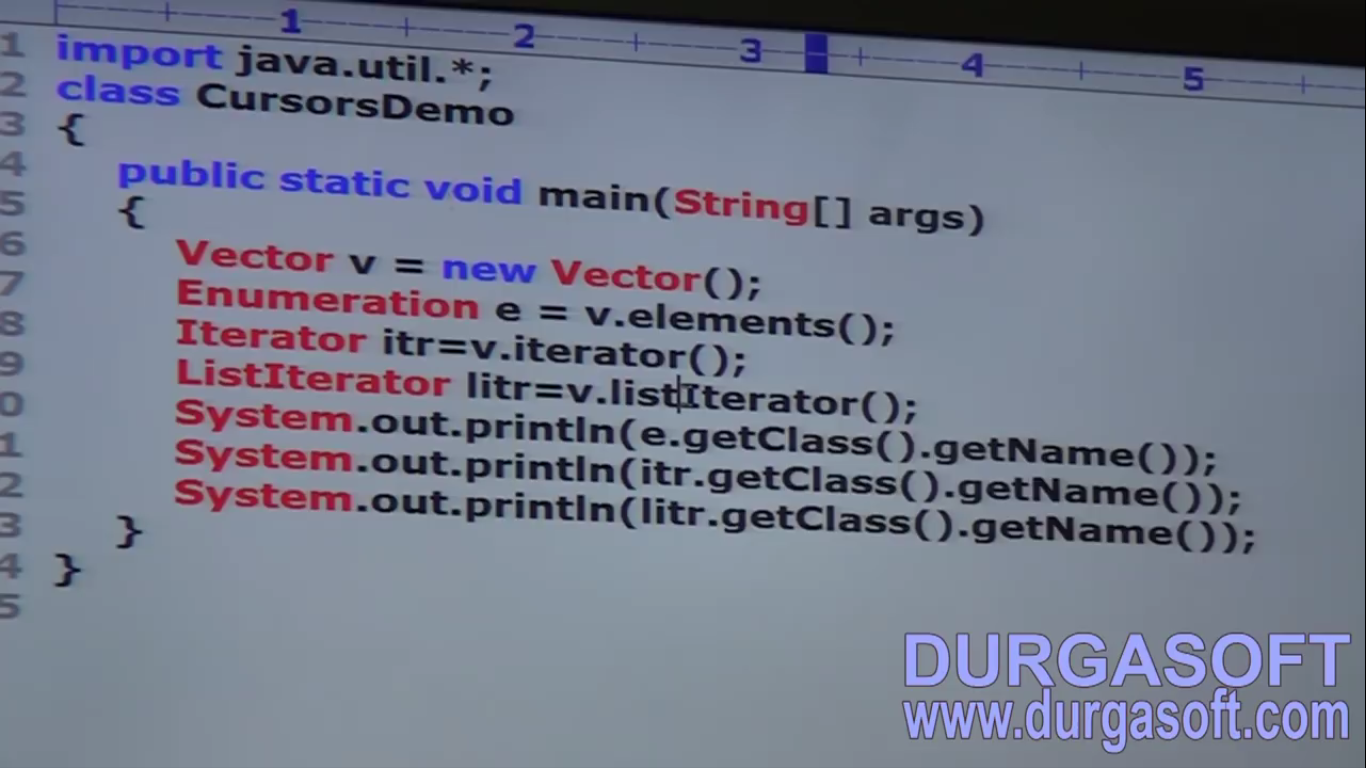 1 2 3 4 5
1 import java.util.*;
2 class CursorsDemo
3 {
4 public static void main(String[] args)
5 {
6 Vector v = new Vector();
7 Enumeration e = v.elements();
8 Iterator itr=v.iterator();
9 ListIterator litr=v.listIterator();
0 System.out.println(e.getClass().getName());
1 System.out.println(itr.getClass().getName());
2 System.out.println(litr.getClass().getName());
3 }
4 }
5
DURGASOFT
www.durgasoft.com